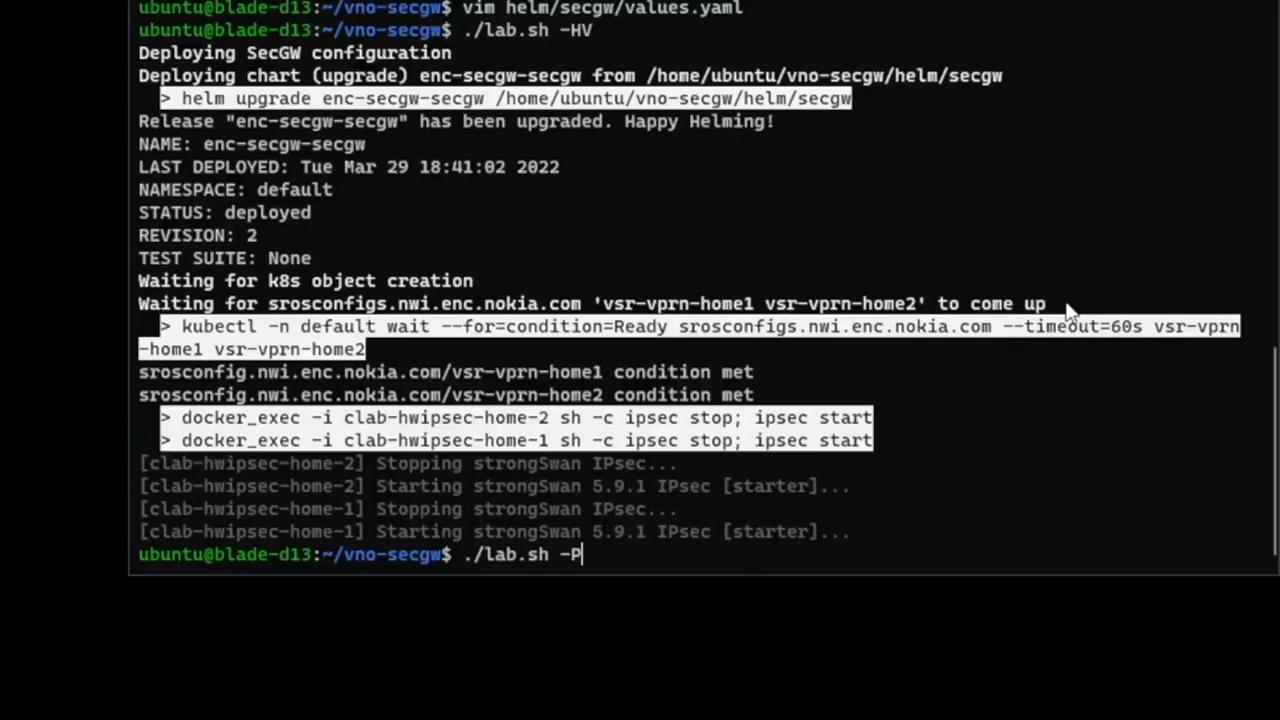 ubuntu@blade-d13:~/vno-secgw$ vim helm/secgw/values.yaml
ubuntu@blade-d13:~/vno-secgw$ ./lab.sh -HV
Deploying SecGW configuration
Deploying chart (upgrade) enc-secgw-secgw from /home/ubuntu/vno-secgw/helm/secgw
> helm upgrade enc-secgw-secgw /home/ubuntu/vno-secgw/helm/secgw
Release "enc-secgw-secgw" has been upgraded. Happy Helming!
NAME: enc-secgw-secgw
LAST DEPLOYED: Tue Mar 29 18:41:02 2022
NAMESPACE: default
STATUS: deployed
REVISION: 2
TEST SUITE: None
Waiting for k8s object creation
Waiting for srosconfigs.nwi.enc.nokia.com 'vsr-vprn-home1 vsr-vprn-home2' to come up
> kubectl -n default wait --for=condition=Ready srosconfigs.nwi.enc.nokia.com --timeout=60s vsr-vprn
-home1 vsr-vprn-home2
srosconfig.nwi.enc.nokia.com/vsr-vprn-home1 condition met
srosconfig.nwi.enc.nokia.com/vsr-vprn-home2 condition met
> docker_exec -i clab-hwipsec-home-2 sh -c ipsec stop; ipsec start
> docker_exec -i clab-hwipsec-home-1 sh -c ipsec stop; ipsec start
[clab-hwipsec-home-2] Stopping strongSwan IPsec...
[clab-hwipsec-home-2] Starting strongSwan 5.9.1 IPsec [starter]...
[clab-hwipsec-home-1] Stopping strongSwan IPsec...
[clab-hwipsec-home-1] Starting strongSwan 5.9.1 IPsec [starter]...
ubuntu@blade-d13:~/vno-secgw$ ./lab.sh -P